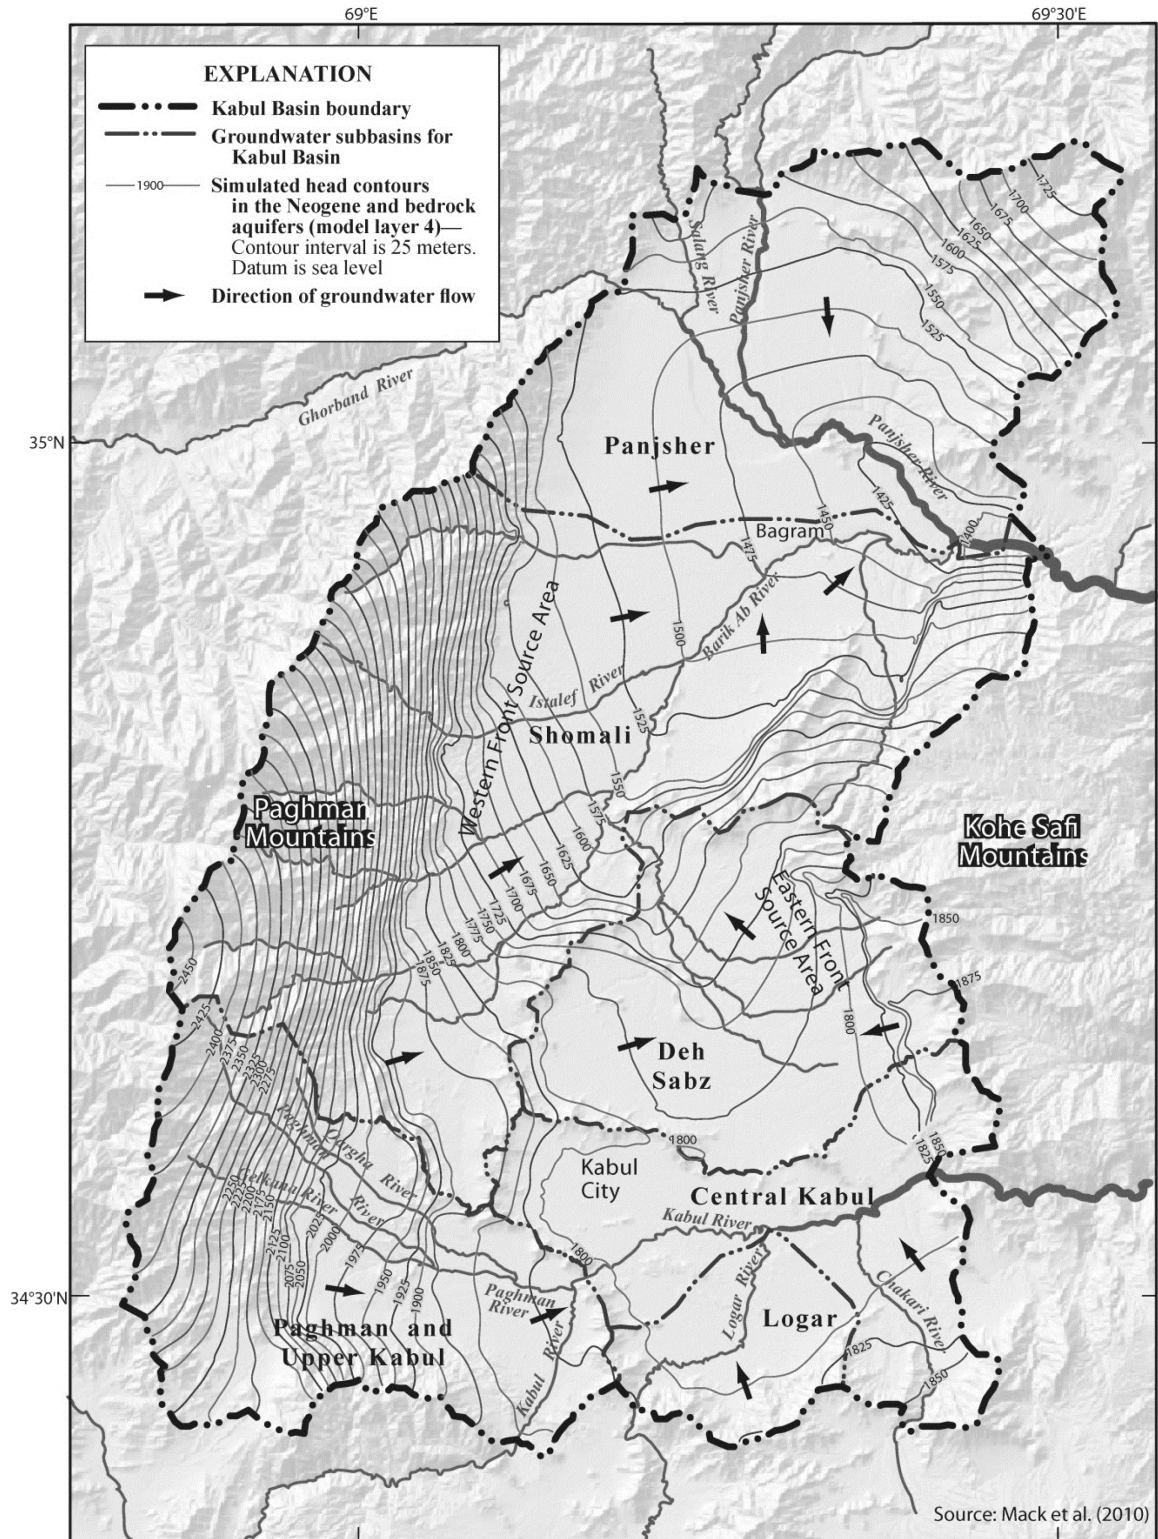 69°E
69°30'E
EXPLANATION
Kabul Basin boundary
Groundwater subbasins for
Kabul Basin
1900
Simulated head contours
in the Neogene and bedrock
aquifers (model layer 4)—
Contour interval is 25 meters.
Datum is sea level
Direction of groundwater flow
1725
1700
1675
1650
1625
1600
1575
1550
1525
Salang River
Panjsher River
Ghorband River
35°N
Panjsher
Panjsher River
1425
1450
1400
Bagram
1475
1500
Barik Ab River
Western Front Source Area
Istalef River
1525
Shomali
1550
1575
1600
1625
1650
1675
1700
1725
1750
1775
1800
1825
1850
1875
Paghman
Mountains
Kohe Safi
Mountains
Eastern Front
Source Area
1850
1875
1800
2450
2425
2400
2375
2350
2325
2300
2275
Deh
Sabz
1800
1850
1825
Paghman River
Qargha River
Gelkana River
Kabul
City
Central Kabul
Kabul River
2250
2225
2200
2175
2150
2125
2100
2075
2050
2025
2000
1975
1950
1925
1900
1800
34°30'N
Paghman
River
Paghman and
Upper Kabul
Kabul River
Logar River
Logar
Chakari River
1825
1850
Source: Mack et al. (2010)